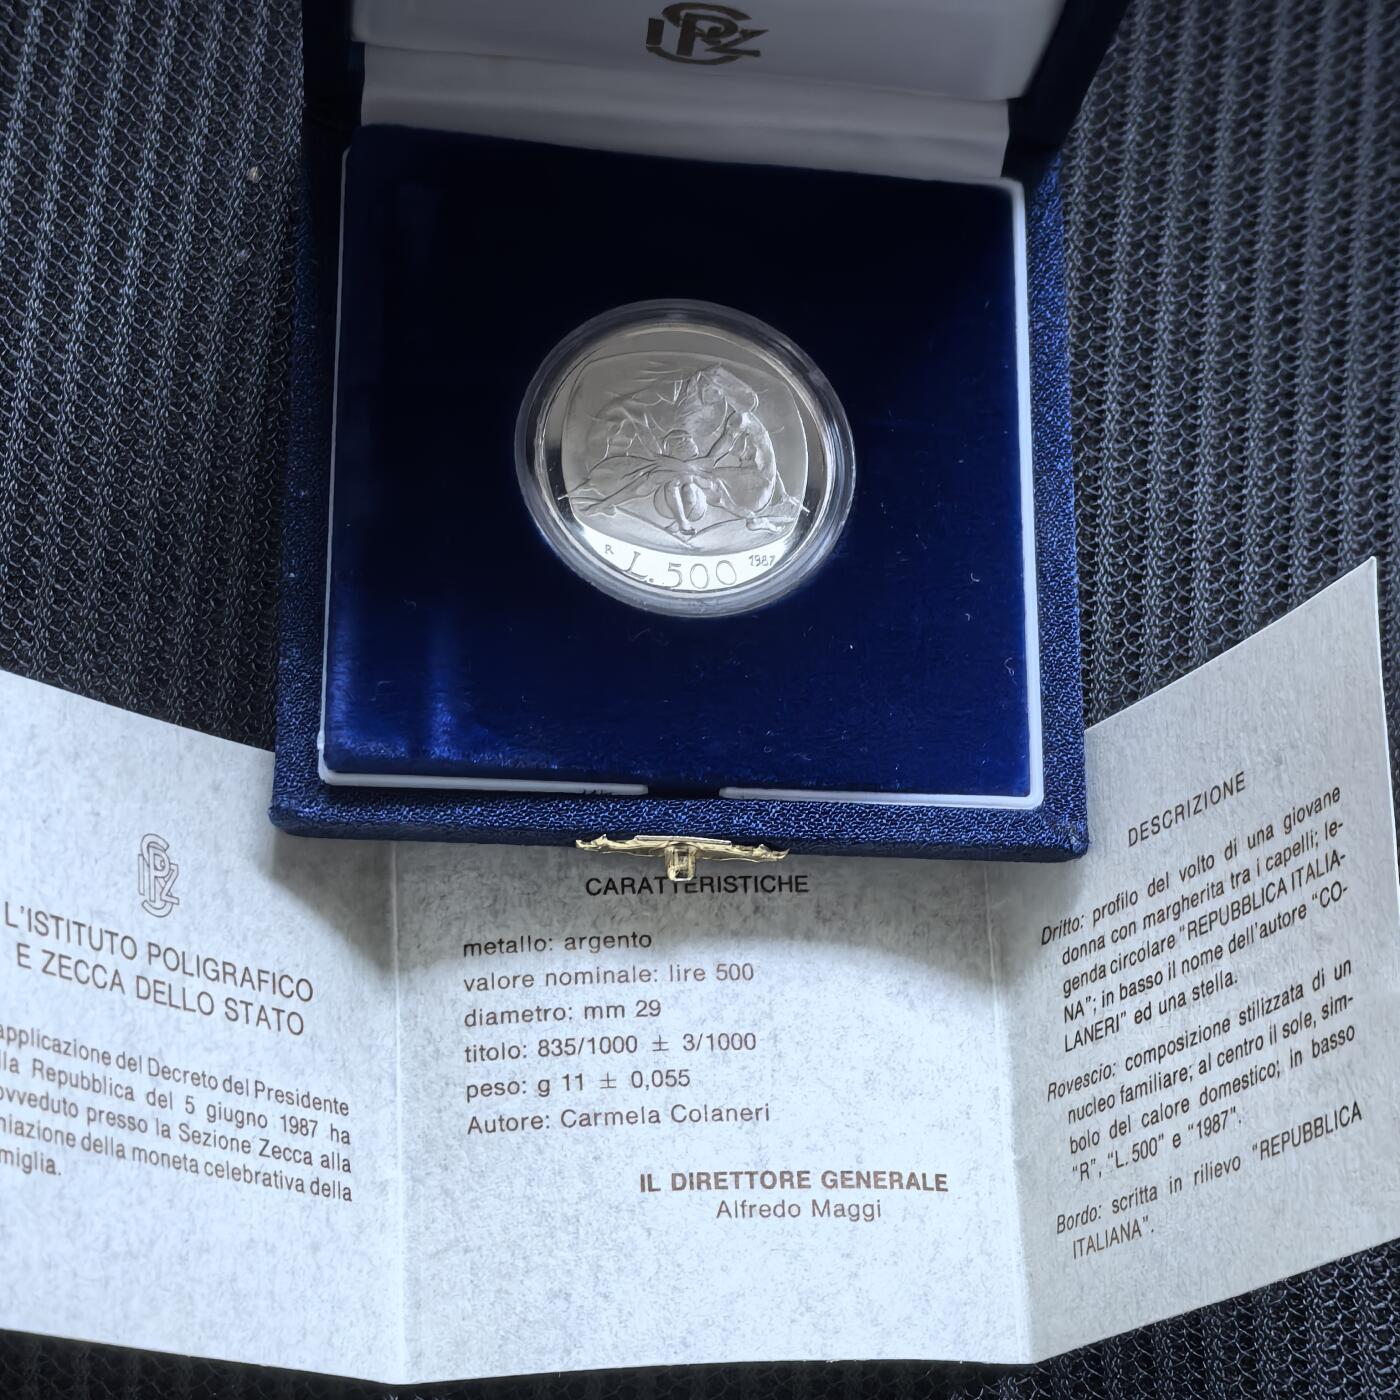 IPZS
R L. 500 1987
IPZS
L'ISTITUTO POLIGRAFICO
E ZECCA DELLO STATO
applicazione del Decreto del Presidente
lla Repubblica del 5 giugno 1987 ha
ovveduto presso la Sezione Zecca alla
niazione della moneta celebrativa della
miglia.
CARATTERISTICHE
metallo: argento
valore nominale: lire 500
diametro: mm 29
titolo: 835/1000 ± 3/1000
peso: g 11 ± 0,055
Autore: Carmela Colaneri
IL DIRETTORE GENERALE
Alfredo Maggi
DESCRIZIONE
Dritto: profilo del volto di una giovane
donna con margherita tra i capelli; le-
genda circolare "REPUBBLICA ITALIA-
NA"; in basso il nome dell'autore "CO-
LANERI" ed una stella.
Rovescio: composizione stilizzata di un
nucleo familiare; al centro il sole, sim-
bolo del calore domestico; in basso
"R", "L. 500" e "1987".
Bordo: scritta in rilievo "REPUBBLICA
ITALIANA".